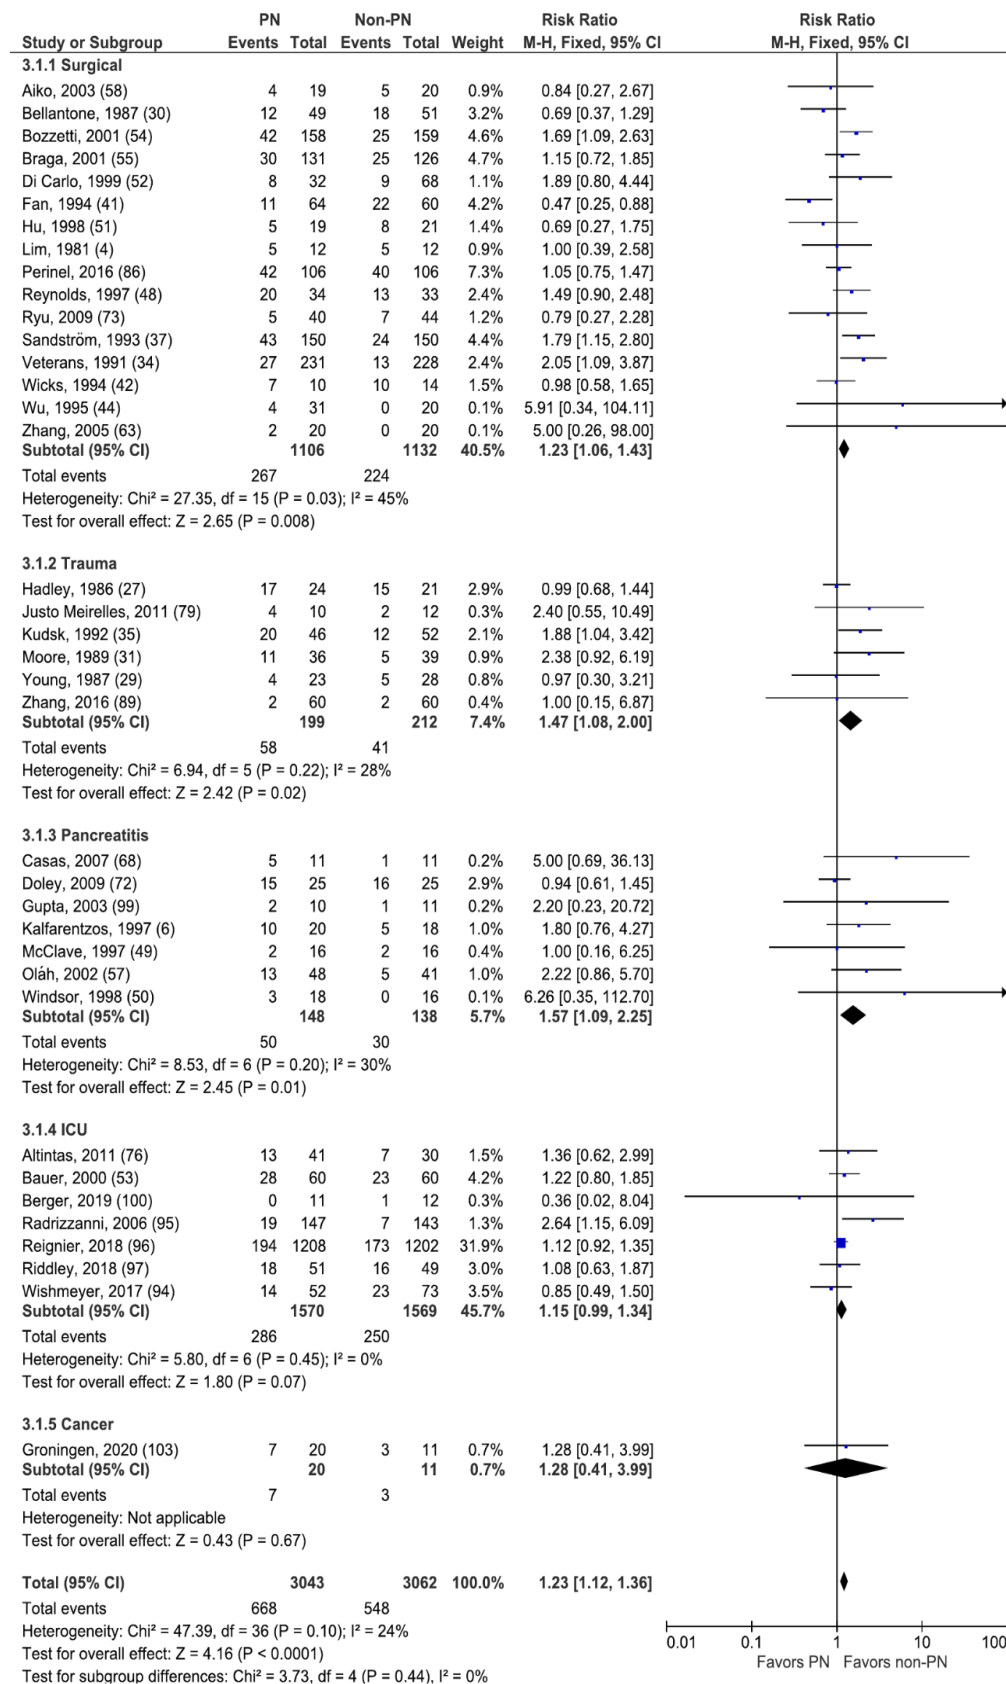 PN Non-PN Risk Ratio Risk Ratio
Study or Subgroup Events Total Events Total Weight M-H, Fixed, 95% CI M-H, Fixed, 95% CI
3.1.1 Surgical
Aiko, 2003 (58) 4 19 5 20 0.9% 0.84 [0.27, 2.67]
Bellantone, 1987 (30) 12 49 18 51 3.2% 0.69 [0.37, 1.29]
Bozzetti, 2001 (54) 42 158 25 159 4.6% 1.69 [1.09, 2.63]
Braga, 2001 (55) 30 131 25 126 4.7% 1.15 [0.72, 1.85]
Di Carlo, 1999 (52) 8 32 9 68 1.1% 1.89 [0.80, 4.44]
Fan, 1994 (41) 11 64 22 60 4.2% 0.47 [0.25, 0.88]
Hu, 1998 (51) 5 19 8 21 1.4% 0.69 [0.27, 1.75]
Lim, 1981 (4) 5 12 5 12 0.9% 1.00 [0.39, 2.58]
Perinel, 2016 (86) 42 106 40 106 7.3% 1.05 [0.75, 1.47]
Reynolds, 1997 (48) 20 34 13 33 2.4% 1.49 [0.90, 2.48]
Ryu, 2009 (73) 5 40 7 44 1.2% 0.79 [0.27, 2.28]
Sandström, 1993 (37) 43 150 24 150 4.4% 1.79 [1.15, 2.80]
Veterans, 1991 (34) 27 231 13 228 2.4% 2.05 [1.09, 3.87]
Wicks, 1994 (42) 7 10 10 14 1.5% 0.98 [0.58, 1.65]
Wu, 1995 (44) 4 31 0 20 0.1% 5.91 [0.34, 104.11]
Zhang, 2005 (63) 2 20 0 20 0.1% 5.00 [0.26, 98.00]
Subtotal (95% CI) 1106 1132 40.5% 1.23 [1.06, 1.43]
Total events 267 224
Heterogeneity: Chi² = 27.35, df = 15 (P = 0.03); I² = 45%
Test for overall effect: Z = 2.65 (P = 0.008)
3.1.2 Trauma
Hadley, 1986 (27) 17 24 15 21 2.9% 0.99 [0.68, 1.44]
Justo Meirelles, 2011 (79) 4 10 2 12 0.3% 2.40 [0.55, 10.49]
Kudsk, 1992 (35) 20 46 12 52 2.1% 1.88 [1.04, 3.42]
Moore, 1989 (31) 11 36 5 39 0.9% 2.38 [0.92, 6.19]
Young, 1987 (29) 4 23 5 28 0.8% 0.97 [0.30, 3.21]
Zhang, 2016 (89) 2 60 2 60 0.4% 1.00 [0.15, 6.87]
Subtotal (95% CI) 199 212 7.4% 1.47 [1.08, 2.00]
Total events 58 41
Heterogeneity: Chi² = 6.94, df = 5 (P = 0.22); I² = 28%
Test for overall effect: Z = 2.42 (P = 0.02)
3.1.3 Pancreatitis
Casas, 2007 (68) 5 11 1 11 0.2% 5.00 [0.69, 36.13]
Doley, 2009 (72) 15 25 16 25 2.9% 0.94 [0.61, 1.45]
Gupta, 2003 (99) 2 10 1 11 0.2% 2.20 [0.23, 20.72]
Kalfarentzos, 1997 (6) 10 20 5 18 1.0% 1.80 [0.76, 4.27]
McClave, 1997 (49) 2 16 2 16 0.4% 1.00 [0.16, 6.25]
Oláh, 2002 (57) 13 48 5 41 1.0% 2.22 [0.86, 5.70]
Windsor, 1998 (50) 3 18 0 16 0.1% 6.26 [0.35, 112.70]
Subtotal (95% CI) 148 138 5.7% 1.57 [1.09, 2.25]
Total events 50 30
Heterogeneity: Chi² = 8.53, df = 6 (P = 0.20); I² = 30%
Test for overall effect: Z = 2.45 (P = 0.01)
3.1.4 ICU
Altintas, 2011 (76) 13 41 7 30 1.5% 1.36 [0.62, 2.99]
Bauer, 2000 (53) 28 60 23 60 4.2% 1.22 [0.80, 1.85]
Berger, 2019 (100) 0 11 1 12 0.3% 0.36 [0.02, 8.04]
Radrizzanni, 2006 (95) 19 147 7 143 1.3% 2.64 [1.15, 6.09]
Reignier, 2018 (96) 194 1208 173 1202 31.9% 1.12 [0.92, 1.35]
Riddley, 2018 (97) 18 51 16 49 3.0% 1.08 [0.63, 1.87]
Wishmeyer, 2017 (94) 14 52 23 73 3.5% 0.85 [0.49, 1.50]
Subtotal (95% CI) 1570 1569 45.7% 1.15 [0.99, 1.34]
Total events 286 250
Heterogeneity: Chi² = 5.80, df = 6 (P = 0.45); I² = 0%
Test for overall effect: Z = 1.80 (P = 0.07)
3.1.5 Cancer
Groningen, 2020 (103) 7 20 3 11 0.7% 1.28 [0.41, 3.99]
Subtotal (95% CI) 20 11 0.7% 1.28 [0.41, 3.99]
Total events 7 3
Heterogeneity: Not applicable
Test for overall effect: Z = 0.43 (P = 0.67)
Total (95% CI) 3043 3062 100.0% 1.23 [1.12, 1.36]
Total events 668 548
Heterogeneity: Chi² = 47.39, df = 36 (P = 0.10); I² = 24%
Test for overall effect: Z = 4.16 (P < 0.0001)
Test for subgroup differences: Chi² = 3.73, df = 4 (P = 0.44), I² = 0%
0.01 0.1 1 10 100
Favors PN Favors non-PN